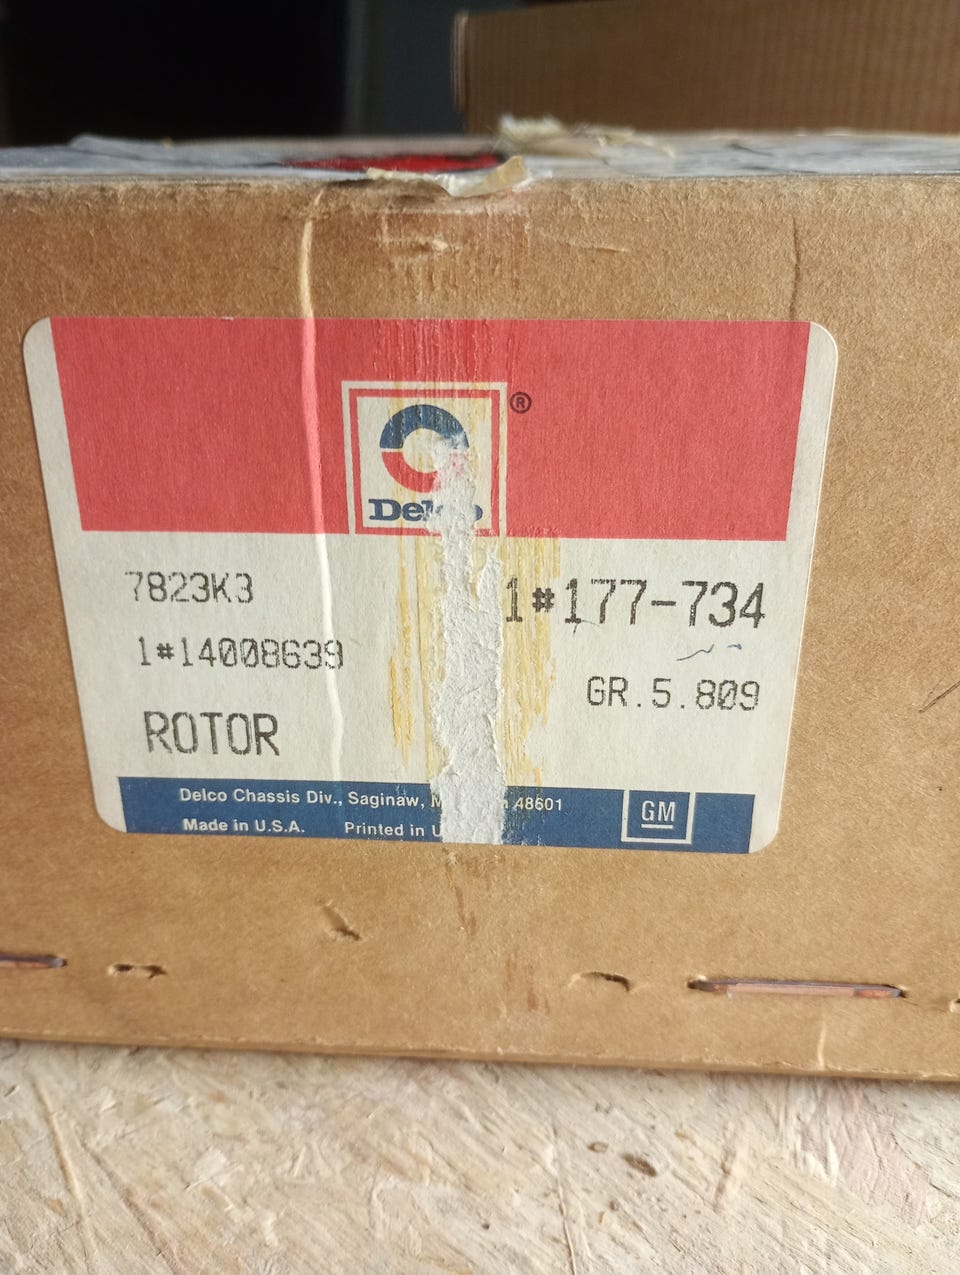 ®
Delco
7823K3
1#177-734
1#14008639
GR.5.809
ROTOR
Delco Chassis Div., Saginaw, 48601
Made in U.S.A. Printed in U
GM